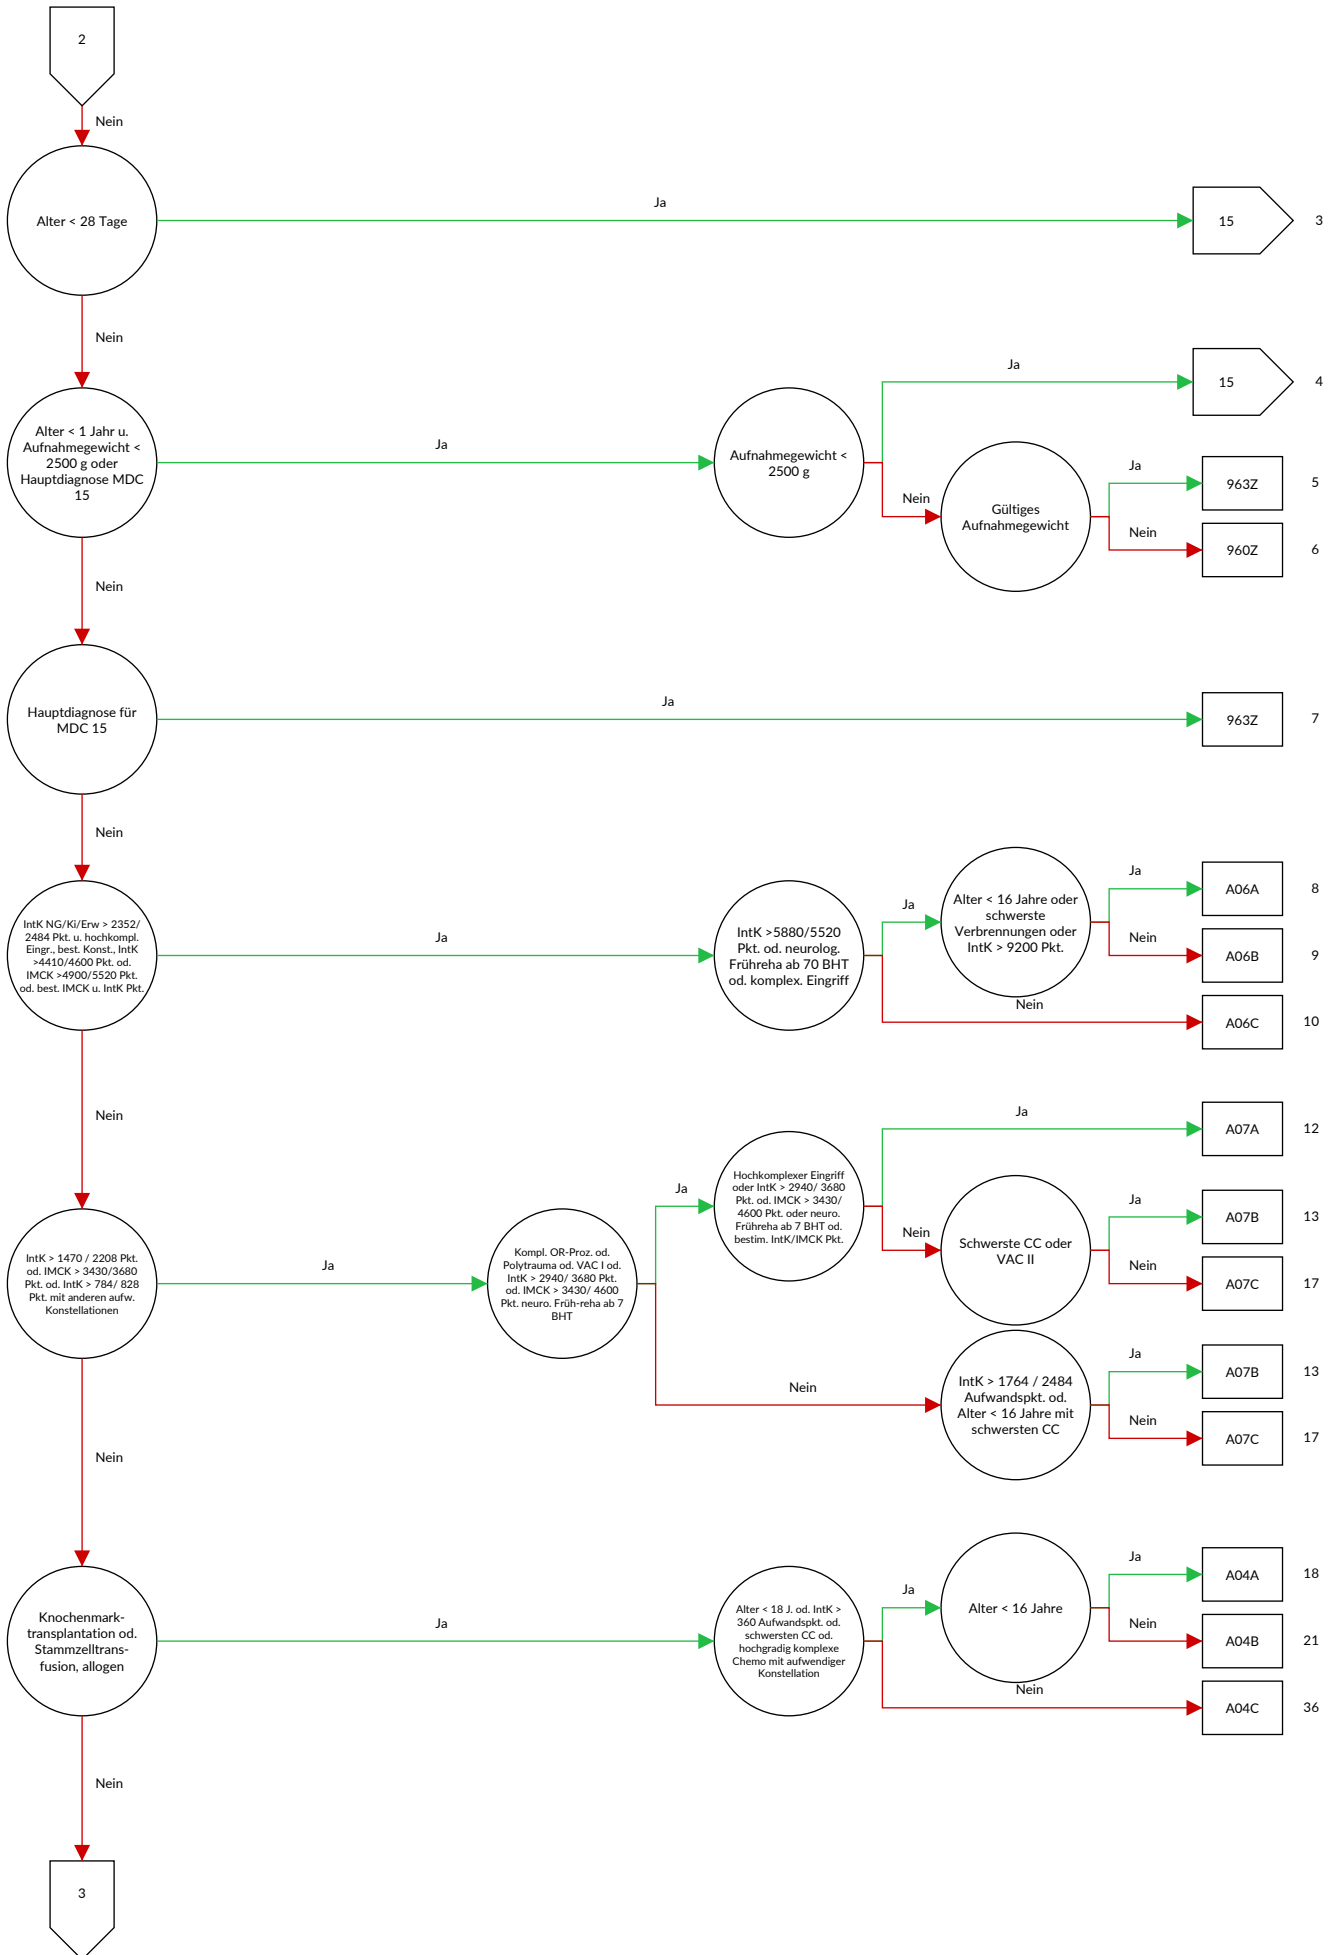 2
Nein
Alter < 28 Tage
Ja
15
3
Nein
Alter < 1 Jahr u.
Aufnahmegewicht <
2500 g oder
Hauptdiagnose MDC
15
Ja
Aufnahmegewicht <
2500 g
Ja
15
4
Nein
Gültiges
Aufnahmegewicht
Ja
963Z
5
Nein
960Z
6
Nein
Hauptdiagnose für
MDC 15
Ja
963Z
7
Nein
IntK NG/Ki/Erw > 2352/
2484 Pkt. u. hochkompl.
Eingr., best. Konst., IntK
>4410/4600 Pkt. od.
IMCK >4900/5520 Pkt.
od. best. IMCK u. IntK Pkt.
Ja
IntK >5880/5520
Pkt. od. neurolog.
Frühreha ab 70 BHT
od. komplex. Eingriff
Ja
Alter < 16 Jahre oder
schwerste
Verbrennungen oder
IntK > 9200 Pkt.
Ja
A06A
8
Nein
A06B
9
Nein
A06C
10
Nein
IntK > 1470 / 2208 Pkt.
od. IMCK > 3430/3680
Pkt. od. IntK > 784/ 828
Pkt. mit anderen aufw.
Konstellationen
Ja
Kompl. OR-Proz. od.
Polytrauma od. VAC I od.
IntK > 2940/ 3680 Pkt.
od. IMCK > 3430/ 4600
Pkt. neuro. Früh-reha ab 7
BHT
Ja
Hochkomplexer Eingriff
oder IntK > 2940/ 3680
Pkt. od. IMCK > 3430/
4600 Pkt. oder neuro.
Frühreha ab 7 BHT od.
bestim. IntK/IMCK Pkt.
Ja
A07A
12
Nein
Schwerste CC oder
VAC II
Ja
A07B
13
Nein
A07C
17
Nein
IntK > 1764 / 2484
Aufwandspkt. od.
Alter < 16 Jahre mit
schwersten CC
Ja
A07B
13
Nein
A07C
17
Nein
Knochenmark-
transplantation od.
Stammzelltrans-
fusion, allogen
Ja
Alter < 18 J. od. IntK >
360 Aufwandspkt. od.
schwersten CC od.
hochgradig komplexe
Chemo mit aufwendiger
Konstellation
Ja
Alter < 16 Jahre
Ja
A04A
18
Nein
A04B
21
Nein
A04C
36
Nein
3